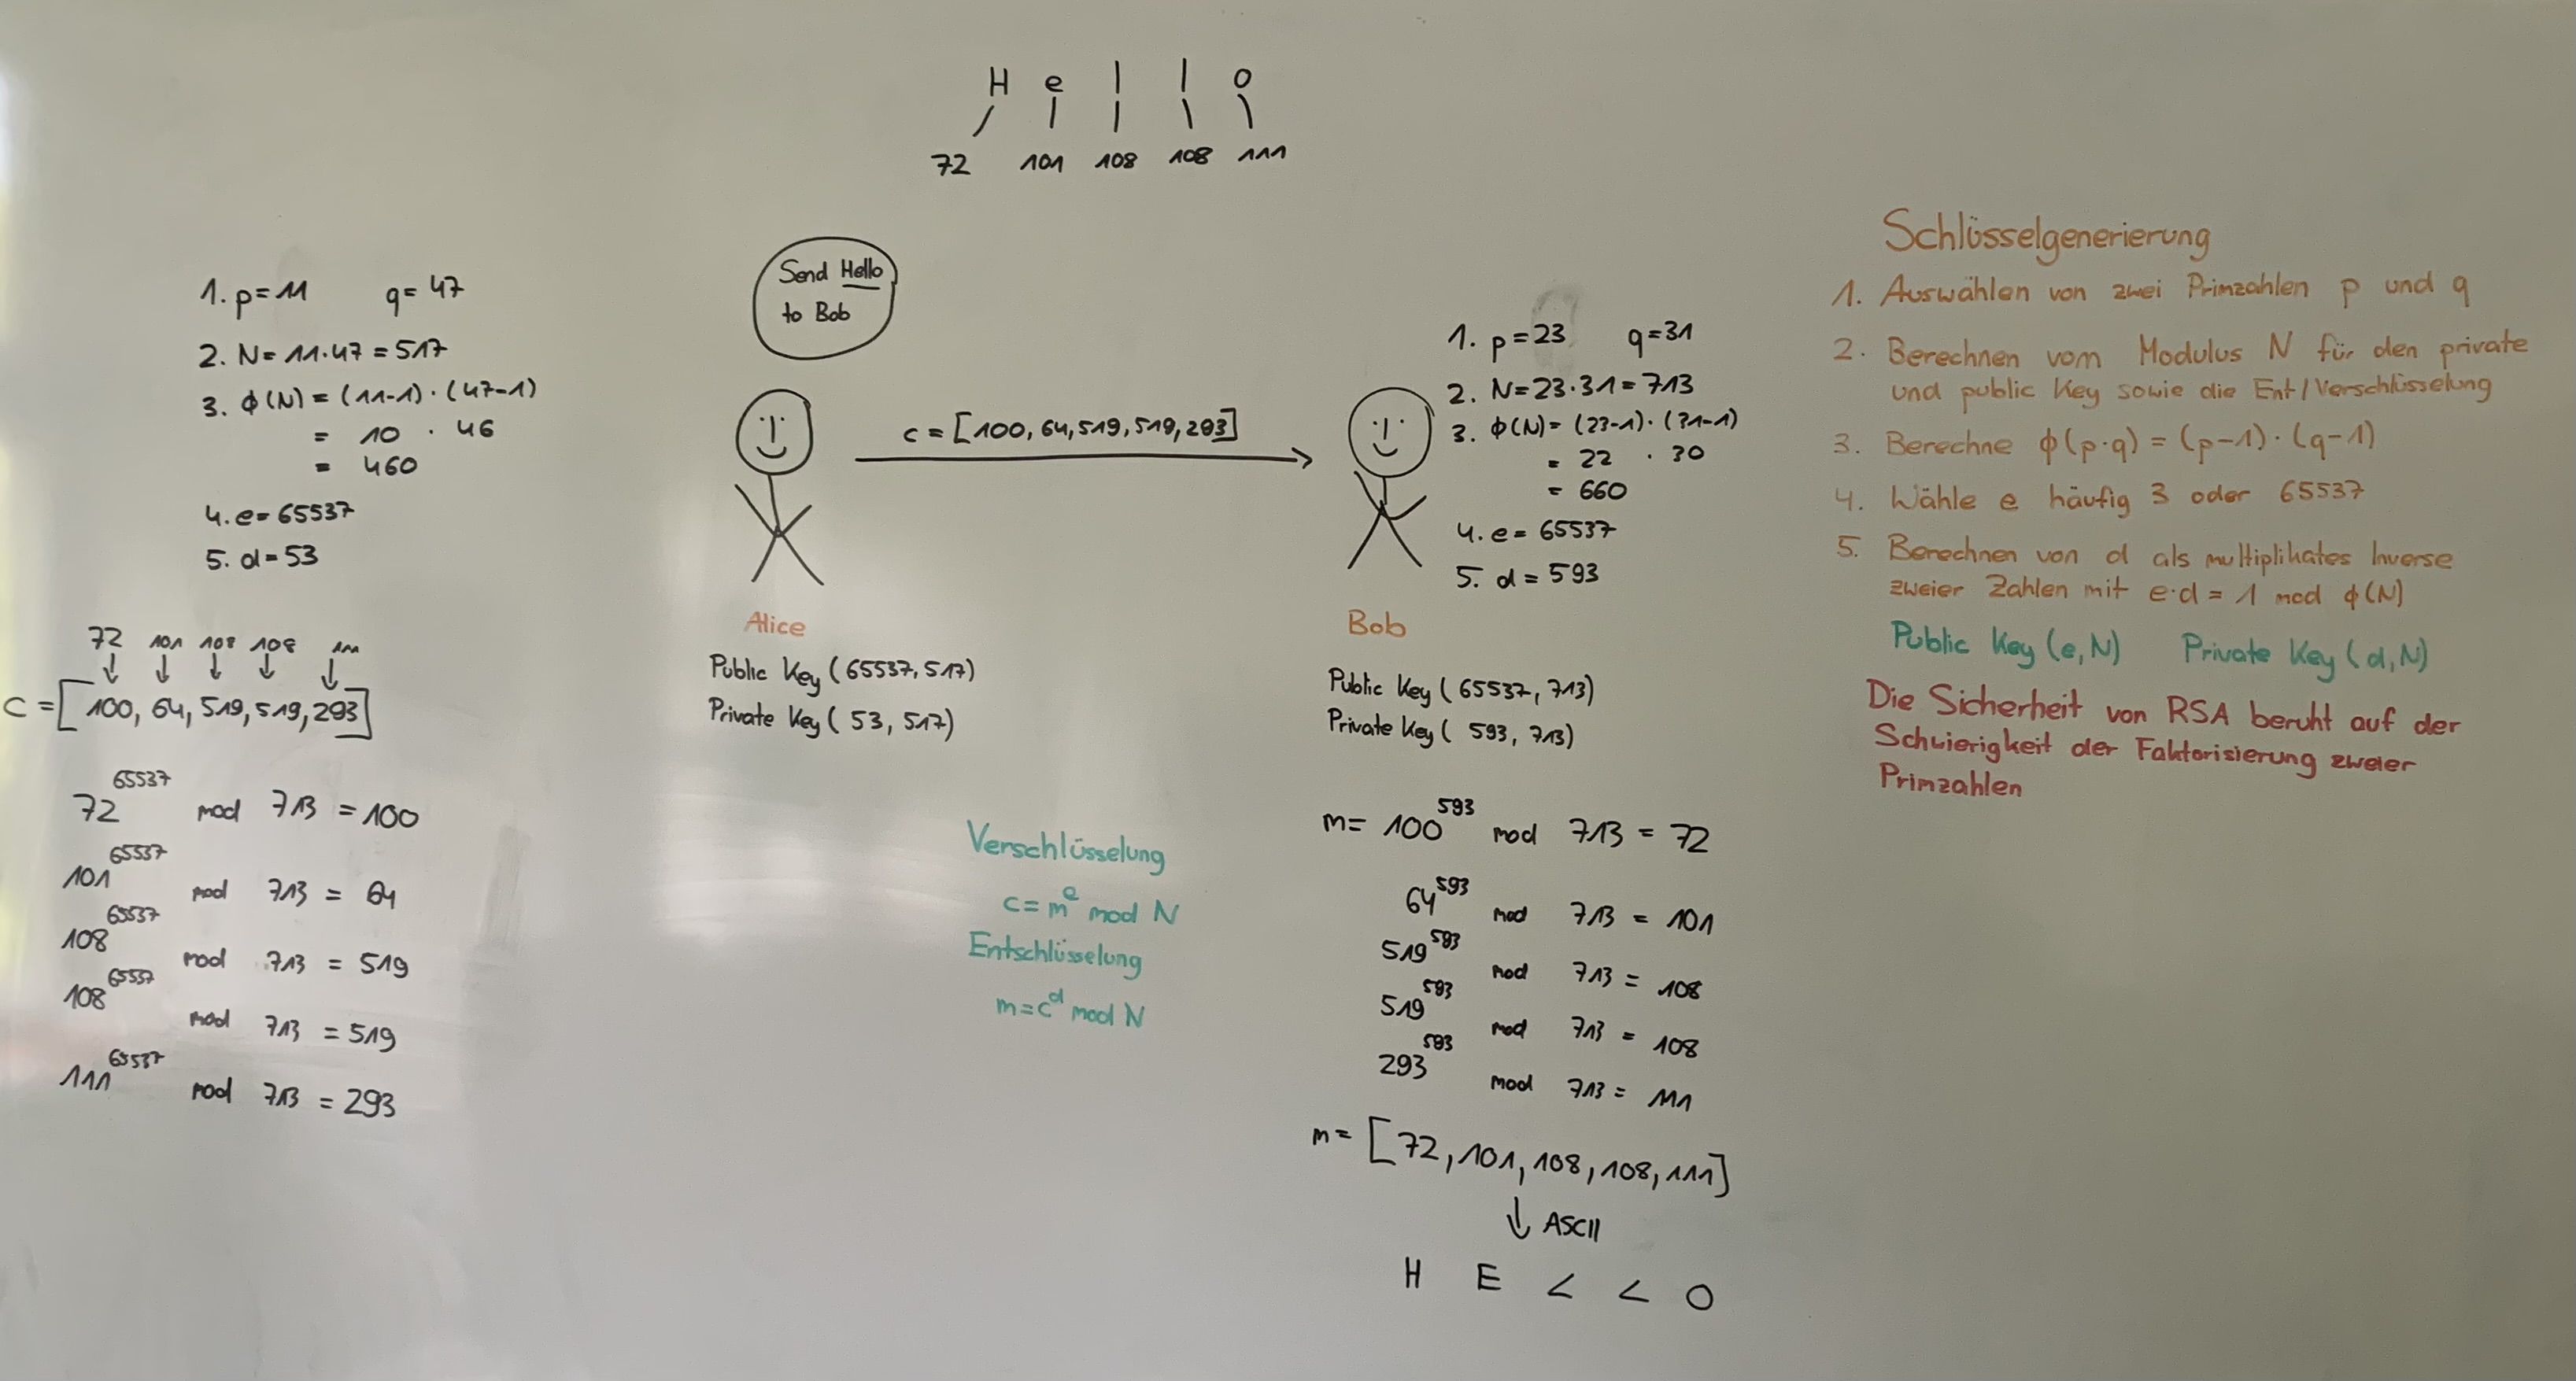 H e l l o
72 101 108 108 111
1. p=11 q=47
2. N=11·47=517
3. ϕ(N)=(11-1)·(47-1)
= 10 · 46
= 460
4. e=65537
5. d=53
72 101 108 108 111
c=[100, 64, 519, 519, 293]
72^65537 mod 713 = 100
101^65537 mod 713 = 64
108^65537 mod 713 = 519
108^65537 mod 713 = 519
111^65537 mod 713 = 293
Send Hello
to Bob
c=[100, 64, 519, 519, 293]
Alice
Public Key (65537, 517)
Private Key (53, 517)
Verschlüsselung
c=m^e mod N
Entschlüsselung
m=c^d mod N
1. p=23 q=31
2. N=23·31=713
3. ϕ(N)=(23-1)·(31-1)
= 22 · 30
= 660
4. e=65537
5. d=593
Bob
Public Key (65537, 713)
Private Key (593, 713)
m= 100^593 mod 713 = 72
64^593 mod 713 = 101
519^593 mod 713 = 108
519^593 mod 713 = 108
293^593 mod 713 = 111
m=[72, 101, 108, 108, 111]
↓ ASCII
H E L L O
Schlüsselgenerierung
1. Auswählen von zwei Primzahlen p und q
2. Berechnen vom Modulus N für den private
und public Key sowie die Ent/Verschlüsselung
3. Berechne ϕ(p·q)=(p-1)·(q-1)
4. Wähle e häufig 3 oder 65537
5. Berechnen von d als multiplikates Inverse
zweier Zahlen mit e·d = 1 mod ϕ(N)
Public Key (e,N) Private Key (d,N)
Die Sicherheit von RSA beruht auf der
Schwierigkeit der Faktorisierung zweier
Primzahlen